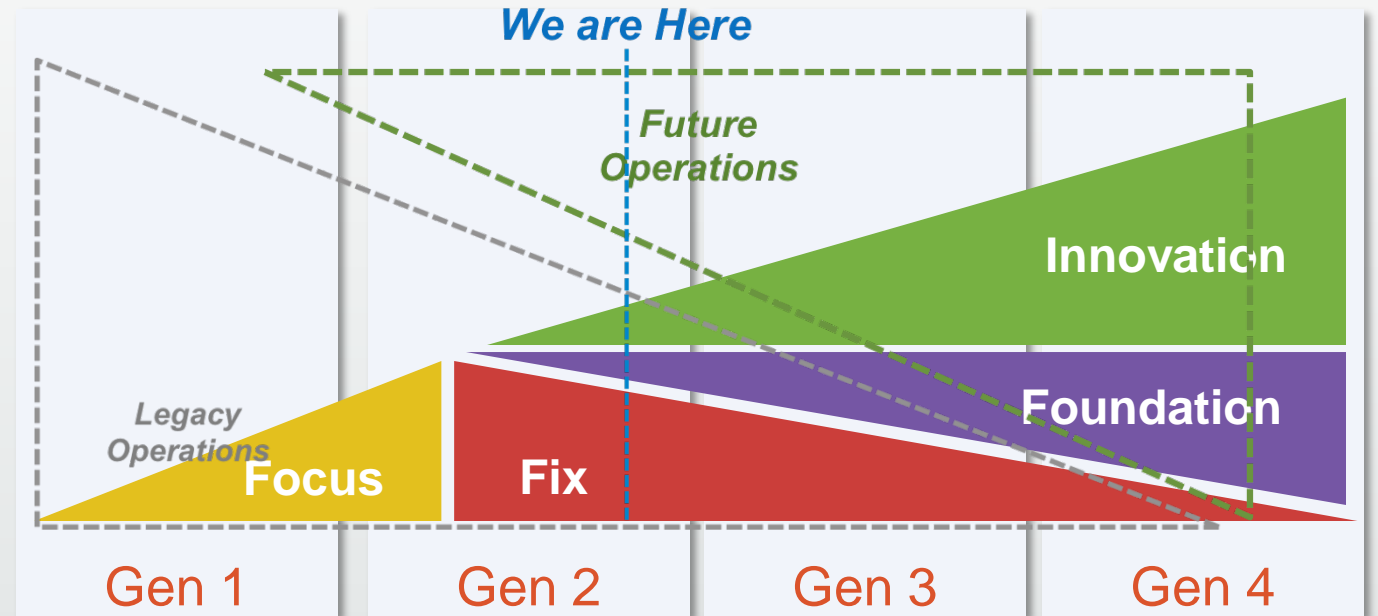 We are Here
Future
Operations
Innovation
Foundation
Legacy
Operations
Focus
Fix
Gen 1
Gen 2
Gen 3
Gen 4